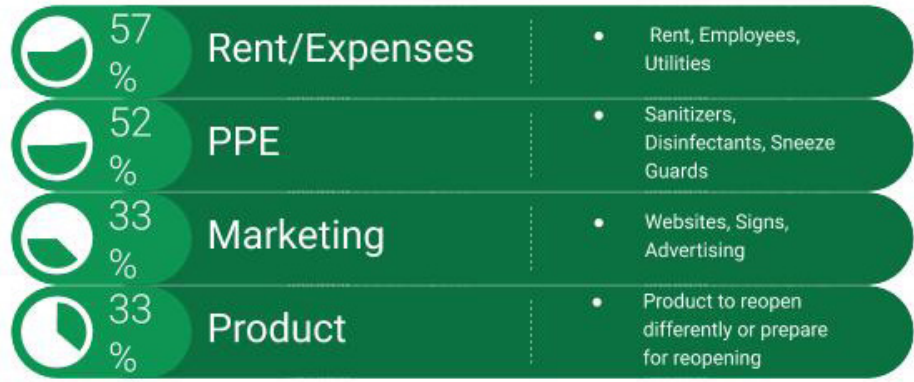 57
%
Rent/Expenses
• Rent, Employees,
Utilities
52
%
PPE
• Sanitizers,
Disinfectants, Sneeze
Guards
33
%
Marketing
• Websites, Signs,
Advertising
33
%
Product
• Product to reopen
differently or prepare
for reopening